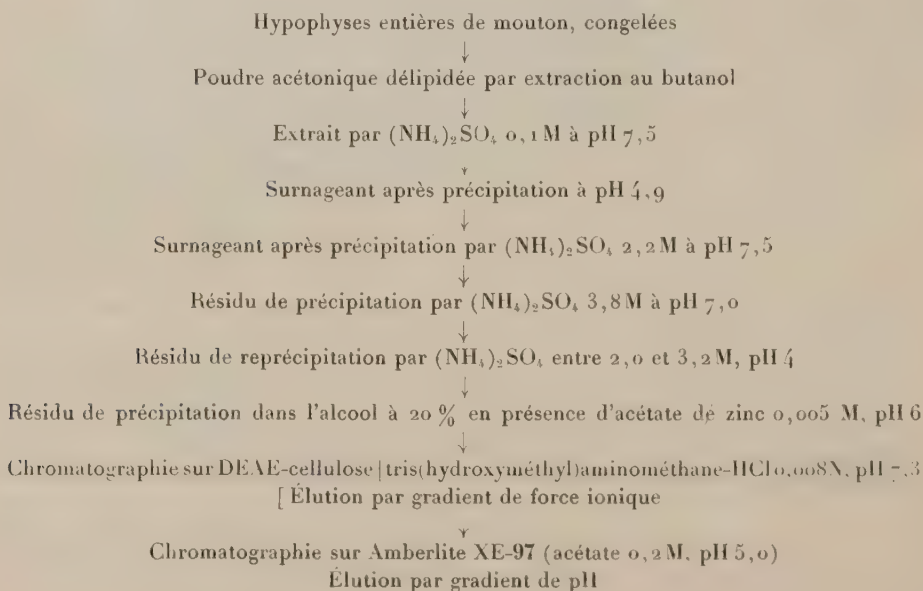 Hypophyses entières de mouton, congelées
↓
Poudre acétonique délipidée par extraction au butanol
↓
Extrait par (NH₄)₂SO₄ 0,1 M à pH 7,5
↓
Surnageant après précipitation à pH 4,9
↓
Surnageant après précipitation par (NH₄)₂SO₄ 2,2M à pH 7,5
↓
Résidu de précipitation par (NH₄)₂SO₄ 3,8M à pH 7,0
↓
Résidu de reprécipitation par (NH₄)₂SO₄ entre 2,0 et 3,2M, pH 4
↓
Résidu de précipitation dans l'alcool à 20 % en présence d'acétate de zinc 0,005 M, pH 6
↓
Chromatographie sur DEAE-cellulose | tris(hydroxyméthyl)aminométhane-HCl 0,008N, pH 7,3
[ Élution par gradient de force ionique
↓
Chromatographie sur Amberlite XE-97 (acétate 0,2M, pH 5,0)
Élution par gradient de pH